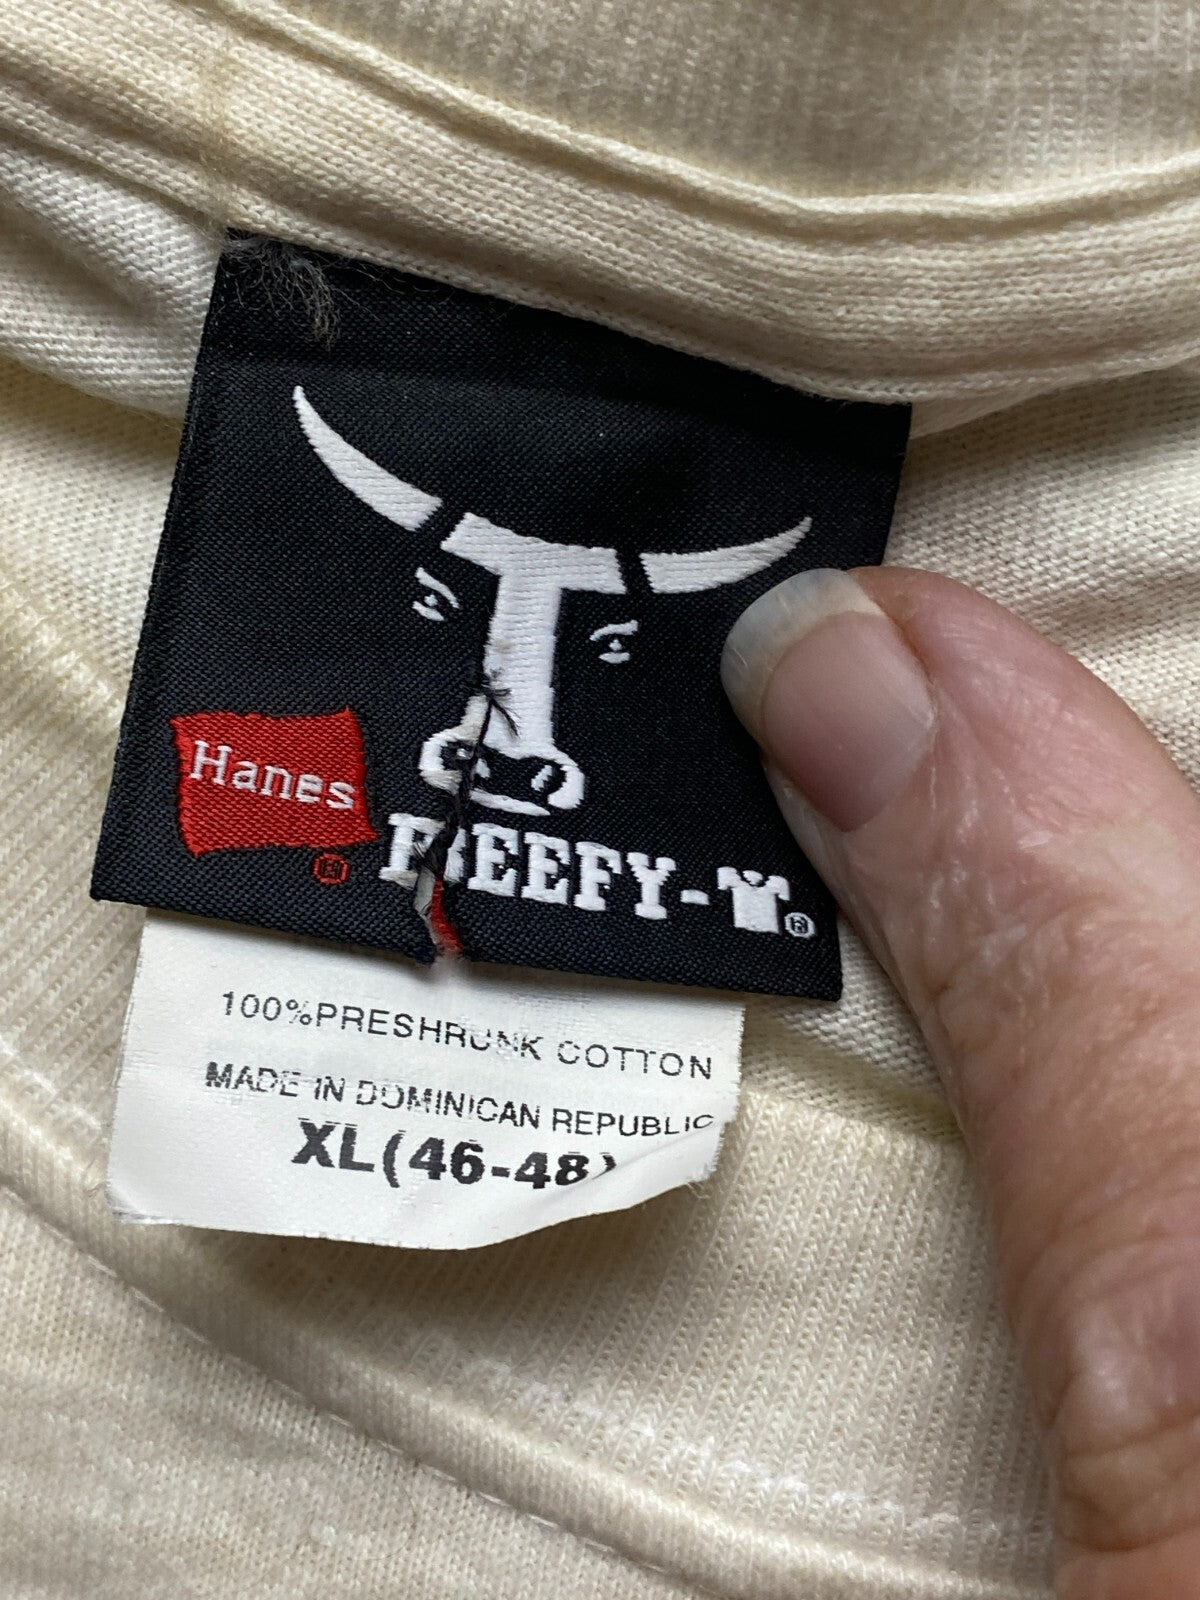 Hanes
®
BEEFY-T®
100%PRESHRUNK COTTON
MADE IN DOMINICAN REPUBLIC
XL(46-48)